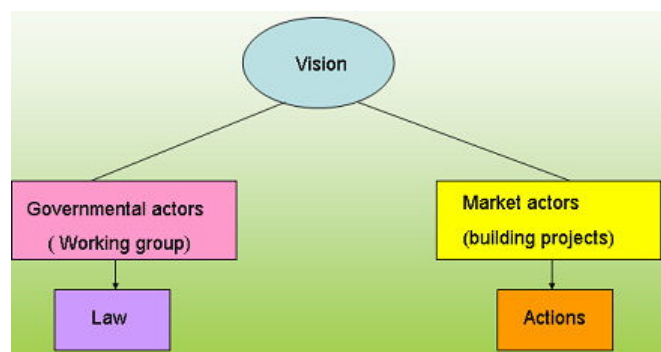 Vision
Governmental actors
( Working group)
Market actors
(building projects)
Law
Actions